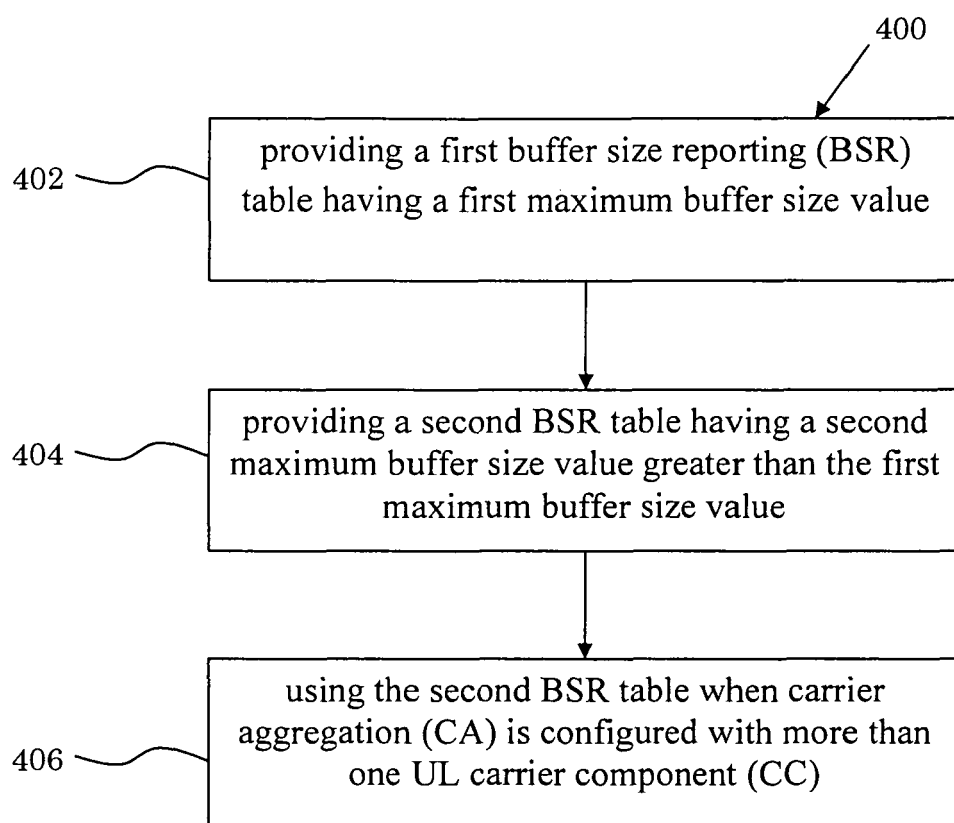 400
402
providing a first buffer size reporting (BSR)
table having a first maximum buffer size value
404
providing a second BSR table having a second
maximum buffer size value greater than the first
maximum buffer size value
406
using the second BSR table when carrier
aggregation (CA) is configured with more than
one UL carrier component (CC)